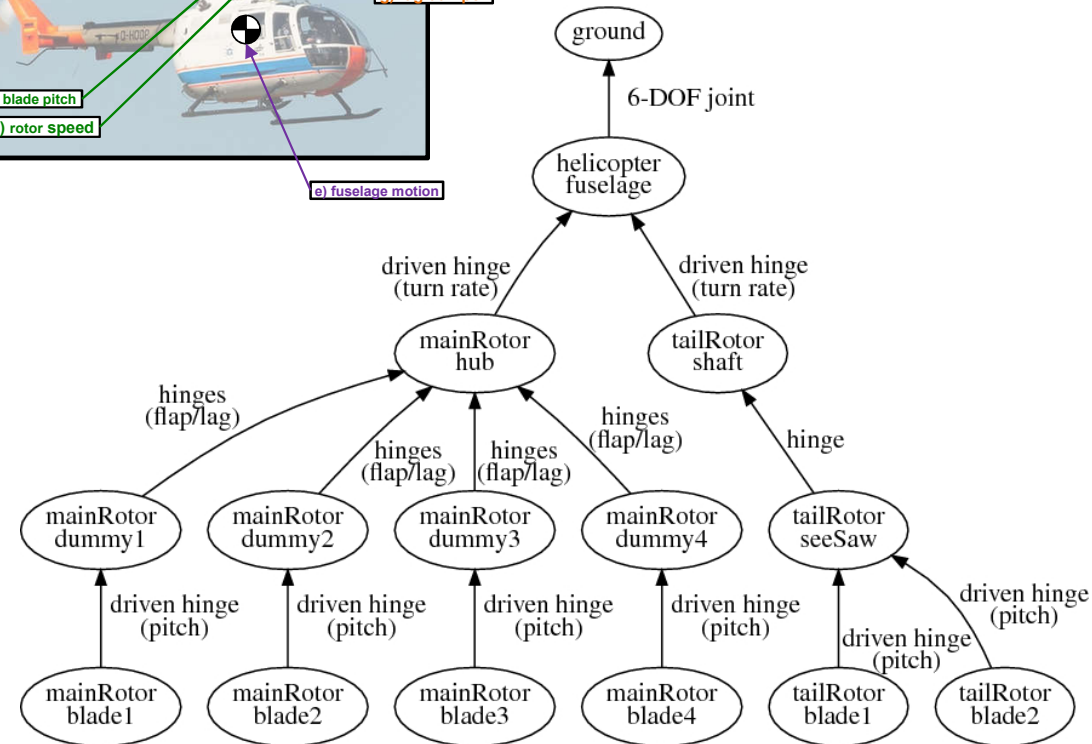 D-HODR
blade pitch
) rotor speed
e) fuselage motion
ground
6-DOF joint
helicopter
fuselage
driven hinge
(turn rate)
driven hinge
(turn rate)
mainRotor
hub
tailRotor
shaft
hinges
(flap/lag)
hinges
(flap/lag)
hinges
(flap/lag)
hinges
(flap/lag)
hinge
mainRotor
dummy1
mainRotor
dummy2
mainRotor
dummy3
mainRotor
dummy4
tailRotor
seeSaw
driven hinge
(pitch)
driven hinge
(pitch)
driven hinge
(pitch)
driven hinge
(pitch)
driven hinge
(pitch)
driven hinge
(pitch)
mainRotor
blade1
mainRotor
blade2
mainRotor
blade3
mainRotor
blade4
tailRotor
blade1
tailRotor
blade2